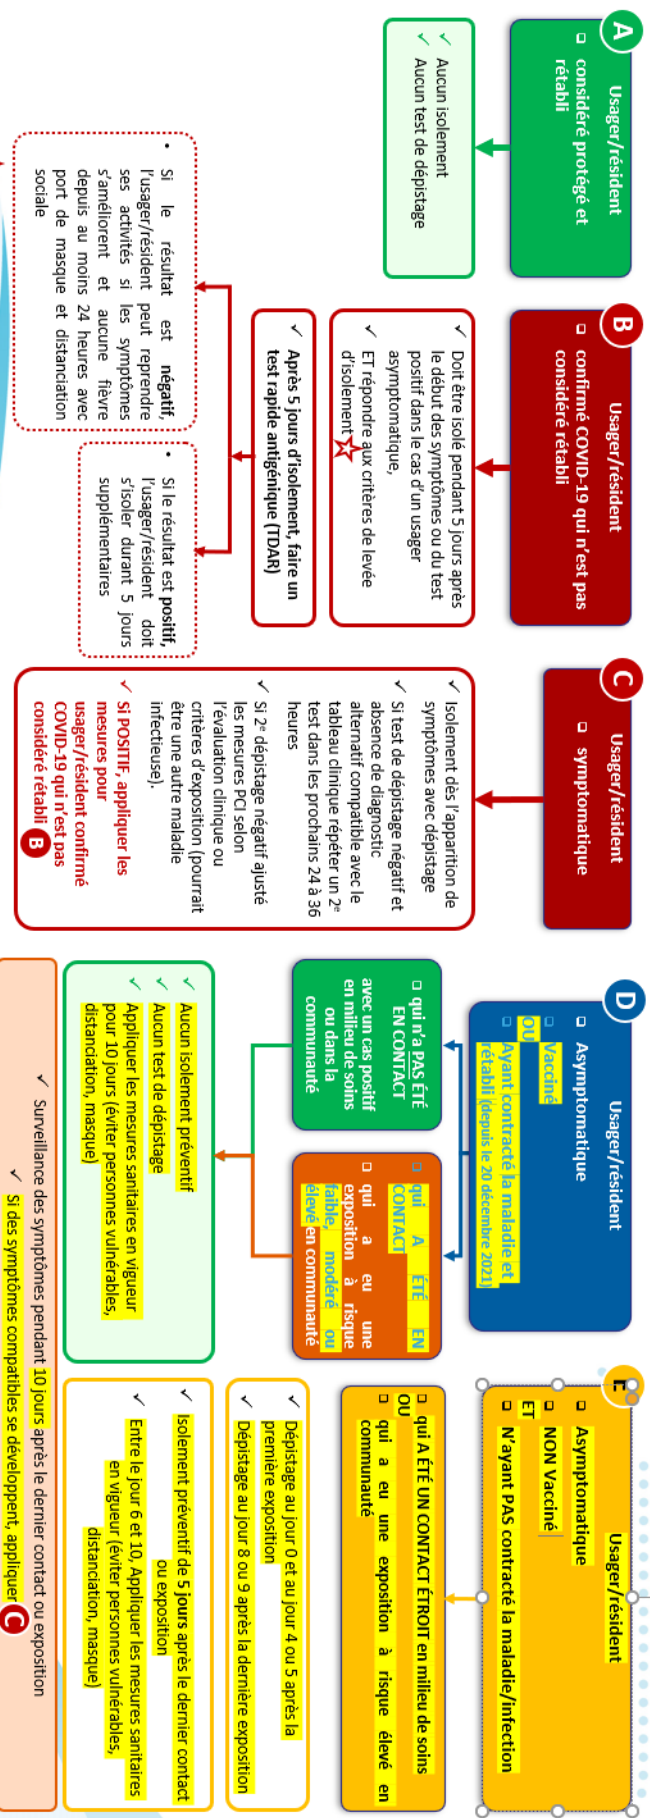 A
Usager/résident
❑ considéré protégé et
rétabli
✓ Aucun isolement
✓ Aucun test de dépistage
B
Usager/résident
❑ confirmé COVID-19 qui n'est pas
considéré rétabli
✓ Doit être isolé pendant 5 jours après
le début des symptômes ou du test
positif dans le cas d'un usager
asymptomatique,
✓ ET répondre aux critères de levée
d'isolement
✓ Après 5 jours d'isolement, faire un
test rapide antigénique (TDAR)
• Si le résultat est négatif,
l'usager/résident peut reprendre
ses activités si les symptômes
s'améliorent et aucune fièvre
depuis au moins 24 heures avec
port de masque et distanciation
sociale
• Si le résultat est positif,
l'usager/résident doit
s'isoler durant 5 jours
supplémentaires
C
Usager/résident
❑ symptomatique
✓ Isolement dès l'apparition de
symptômes avec dépistage
✓ Si test de dépistage négatif et
absence de diagnostic
alternatif compatible avec le
tableau clinique répéter un 2e
test dans les prochains 24 à 36
heures
✓ Si 2e dépistage négatif ajusté
les mesures PCI selon
l'évaluation clinique ou
critères d'exposition (pourrait
être une autre maladie
infectieuse).
✓ Si POSITIF, appliquer les
mesures pour
usager/résident confirmé
COVID-19 qui n'est pas
considéré rétabli B
D
Usager/résident
❑ Asymptomatique
❑ Vacciné
OU
❑ Ayant contracté la maladie et
rétabli (depuis le 20 décembre 2021)
❑ qui n'a PAS ÉTÉ
EN CONTACT
avec un cas positif
en milieu de soins
ou dans la
communauté
❑ qui A ÉTÉ EN
CONTACT
❑ qui a eu une
exposition à risque
faible, modéré ou
élevé en communauté
✓ Aucun isolement préventif
✓ Aucun test de dépistage
✓ Appliquer les mesures sanitaires en vigueur
pour 10 jours (éviter personnes vulnérables,
distanciation, masque)
E
Usager/résident
❑ Asymptomatique
❑ NON Vacciné
ET
❑ N'ayant PAS contracté la maladie/infection
❑ qui A ÉTÉ UN CONTACT ÉTROIT en milieu de soins
OU
❑ qui a eu une exposition à risque élevé en
communauté
✓ Dépistage au jour 0 et au jour 4 ou 5 après la
première exposition
✓ Dépistage au jour 8 ou 9 après la dernière exposition
✓ Isolement préventif de 5 jours après le dernier contact
ou exposition
✓ Entre le jour 6 et 10, Appliquer les mesures sanitaires
en vigueur (éviter personnes vulnérables,
distanciation, masque)
✓ Surveillance des symptômes pendant 10 jours après le dernier contact ou exposition
✓ Si des symptômes compatibles se développent, appliquer C